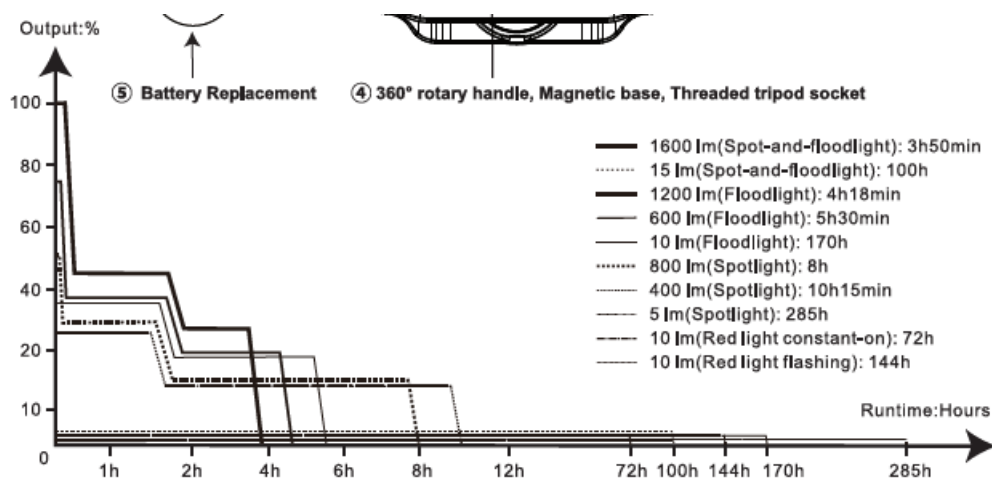 Output:%
⑤ Battery Replacement
④ 360° rotary handle, Magnetic base, Threaded tripod socket
100
80
60
40
20
10
0
1600 lm(Spot-and-floodlight): 3h50min
15 lm(Spot-and-floodlight): 100h
1200 lm(Floodlight): 4h18min
600 lm(Floodlight): 5h30min
10 lm(Floodlight): 170h
800 lm(Spotlight): 8h
400 lm(Spotlight): 10h15min
5 lm(Spotlight): 285h
10 lm(Red light constant-on): 72h
10 lm(Red light flashing): 144h
Runtime:Hours
1h 2h 4h 6h 8h 12h 72h 100h 144h 170h 285h